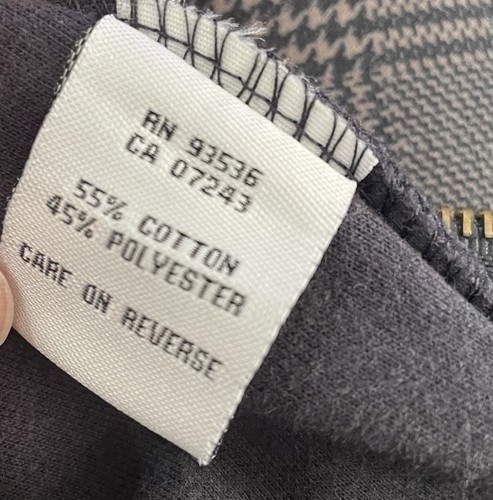 RN 93536
CA 07243
55% COTTON
45% POLYESTER
CARE ON REVERSE